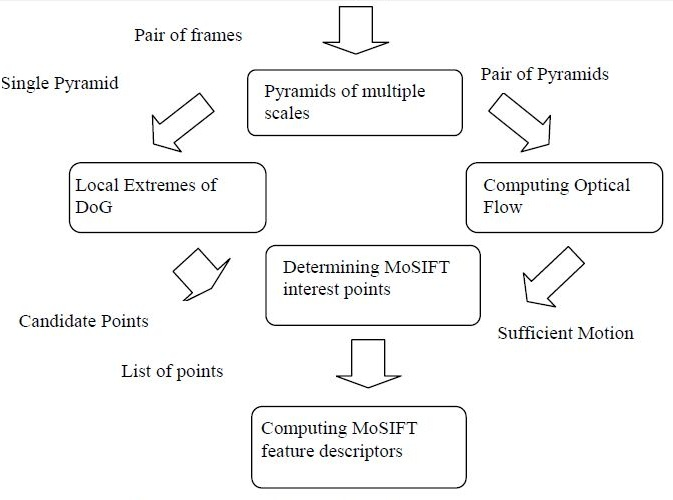 Pair of frames
Single Pyramid
Pyramids of multiple
scales
Pair of Pyramids
Local Extremes of
DoG
Computing Optical
Flow
Determining MoSIFT
interest points
Candidate Points
Sufficient Motion
List of points
Computing MoSIFT
feature descriptors